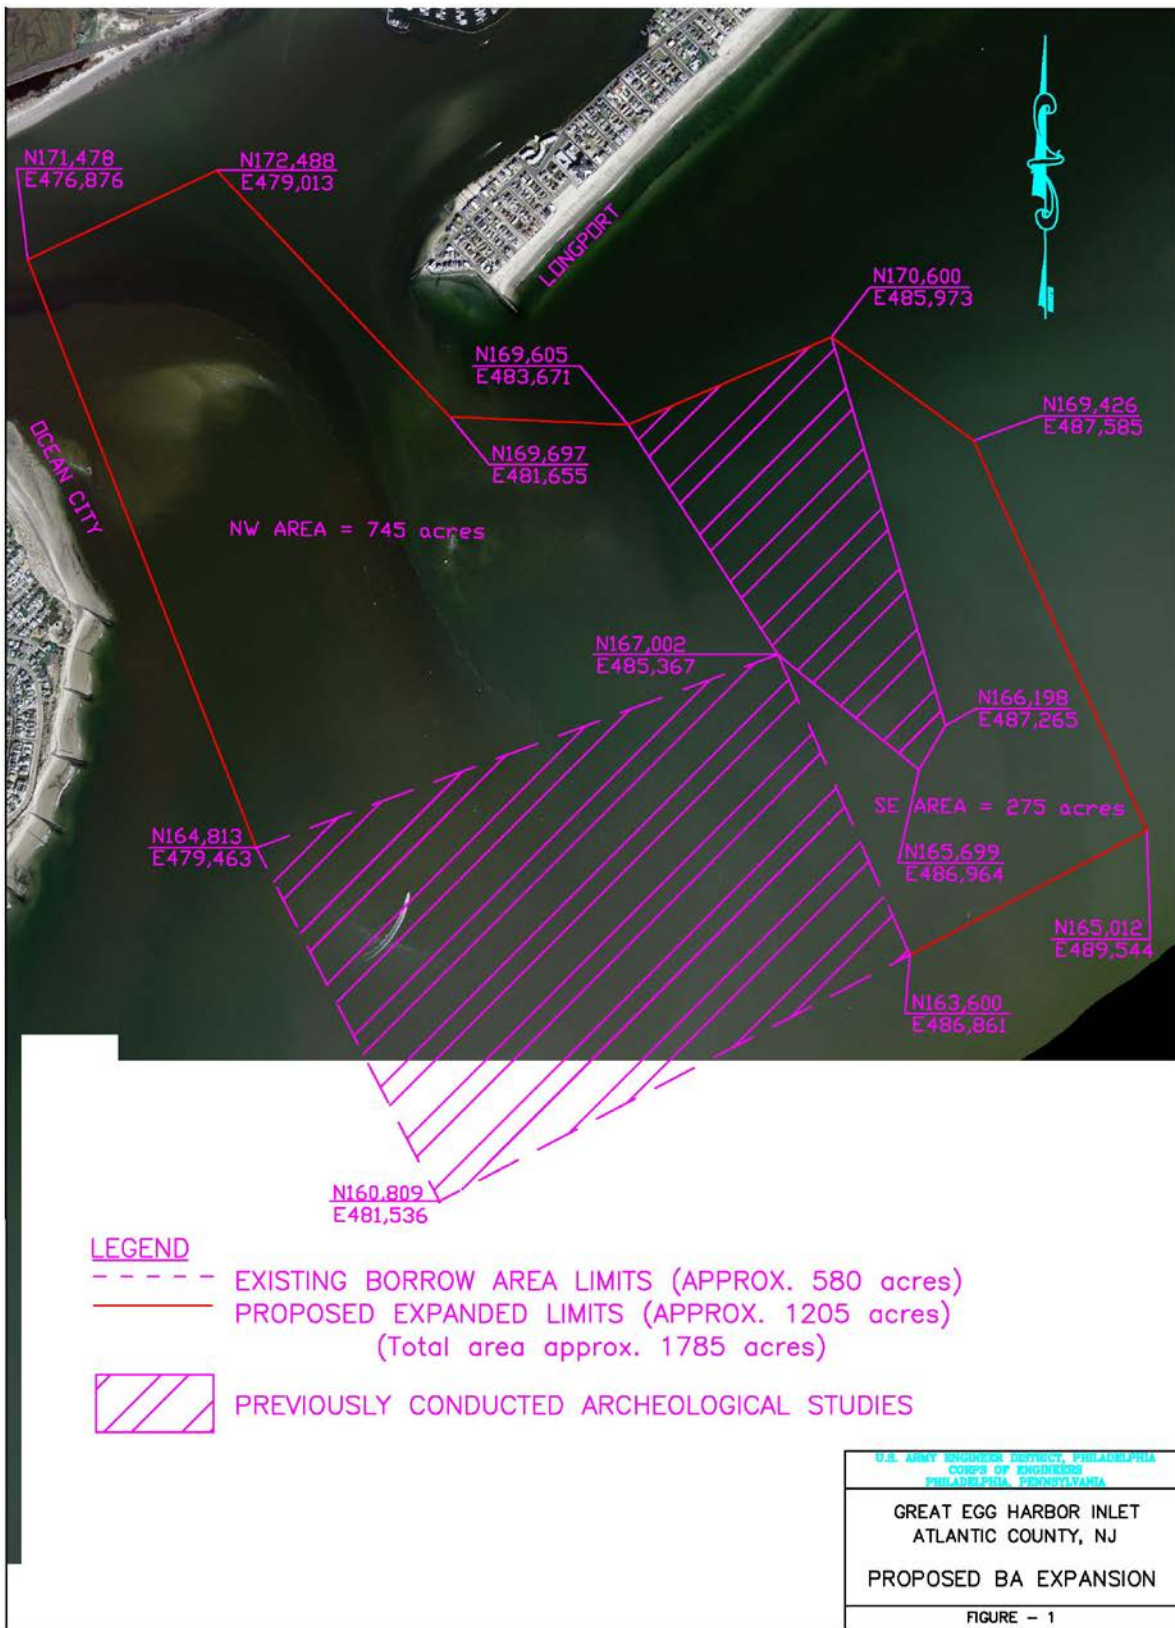 N171,478
E476,876
N172,488
E479,013
LONGPORT
N170,600
E485,973
N169,605
E483,671
N169,426
E487,585
OCEAN CITY
N169,697
E481,655
NW AREA = 745 acres
N167,002
E485,367
N166,198
E487,265
SE AREA = 275 acres
N164,813
E479,463
N165,699
E486,964
N165,012
E489,544
N163,600
E486,861
N160,809
E481,536
LEGEND
EXISTING BORROW AREA LIMITS (APPROX. 580 acres)
PROPOSED EXPANDED LIMITS (APPROX. 1205 acres)
(Total area approx. 1785 acres)
PREVIOUSLY CONDUCTED ARCHEOLOGICAL STUDIES
U.S. ARMY ENGINEER DISTRICT, PHILADELPHIA
CORPS OF ENGINEERS
PHILADELPHIA, PENNSYLVANIA
GREAT EGG HARBOR INLET
ATLANTIC COUNTY, NJ
PROPOSED BA EXPANSION
FIGURE - 1